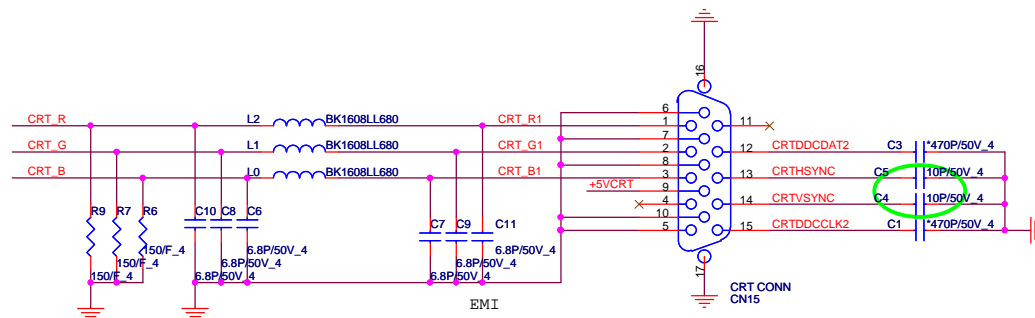 16
CRT_R
L2
BK1608LL680
CRT_R1
6
1
11
CRT_G
L1
BK1608LL680
CRT_G1
7
2
12
CRTDDCDAT2
C3
*470P/50V_4
CRT_B
L0
BK1608LL680
CRT_B1
8
3
13
CRTHSYNC
C5
10P/50V_4
+5VCRT
9
4
14
CRTVSYNC
C4
10P/50V_4
10
5
15
CRTDDCCLK2
C1
*470P/50V_4
R9
R7
R6
C10
C8
C6
C7
C9
C11
150/F_4
6.8P/50V_4
6.8P/50V_4
150/F_4
6.8P/50V_4
6.8P/50V_4
150/F_4
6.8P/50V_4
6.8P/50V_4
17
CRT CONN
CN15
EMI